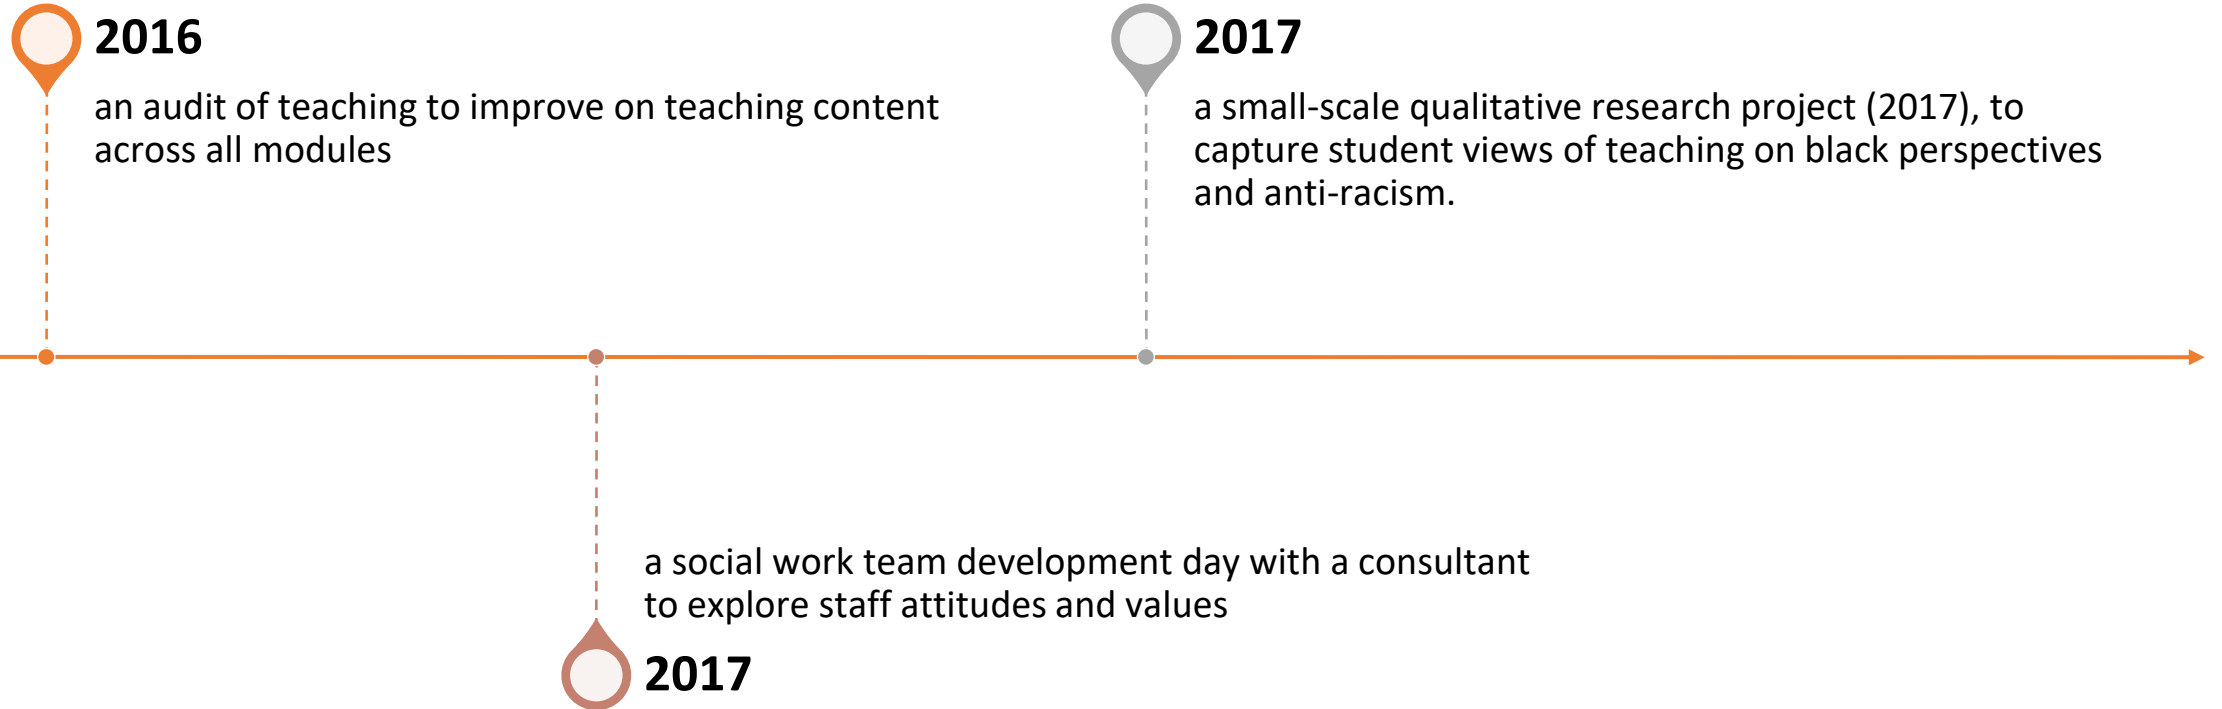 2016
an audit of teaching to improve on teaching content
across all modules
a social work team development day with a consultant
to explore staff attitudes and values
2017
2017
a small-scale qualitative research project (2017), to
capture student views of teaching on black perspectives
and anti-racism.